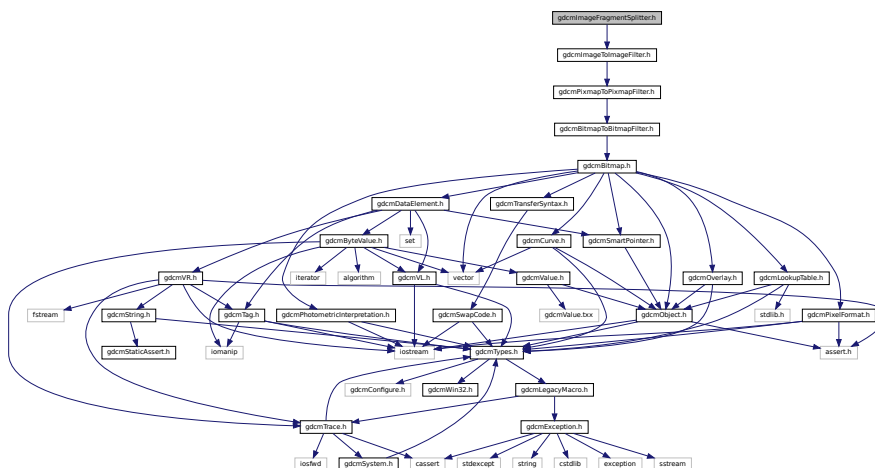 gdcmImageFragmentSplitter.h
gdcmImageToImageFilter.h
gdcmPixmapToPixmapFilter.h
gdcmBitmapToBitmapFilter.h
gdcmBitmap.h
gdcmDataElement.h gdcmTransferSyntax.h
gdcmByteValue.h set gdcmCurve.h gdcmSmartPointer.h
gdcmVR.h iterator algorithm gdcmVL.h vector gdcmValue.h gdcmOverlay.h gdcmLookupTable.h
fstream gdcmString.h gdcmTag.h gdcmPhotometricInterpretation.h gdcmSwapCode.h gdcmValue.txx gdcmObject.h stdlib.h gdcmPixelFormat.h
gdcmStaticAssert.h iomanip iostream gdcmTypes.h assert.h
gdcmConfigure.h gdcmWin32.h gdcmLegacyMacro.h
gdcmTrace.h gdcmException.h
iosfwd gdcmSystem.h cassert stdexcept string cstdlib exception sstream